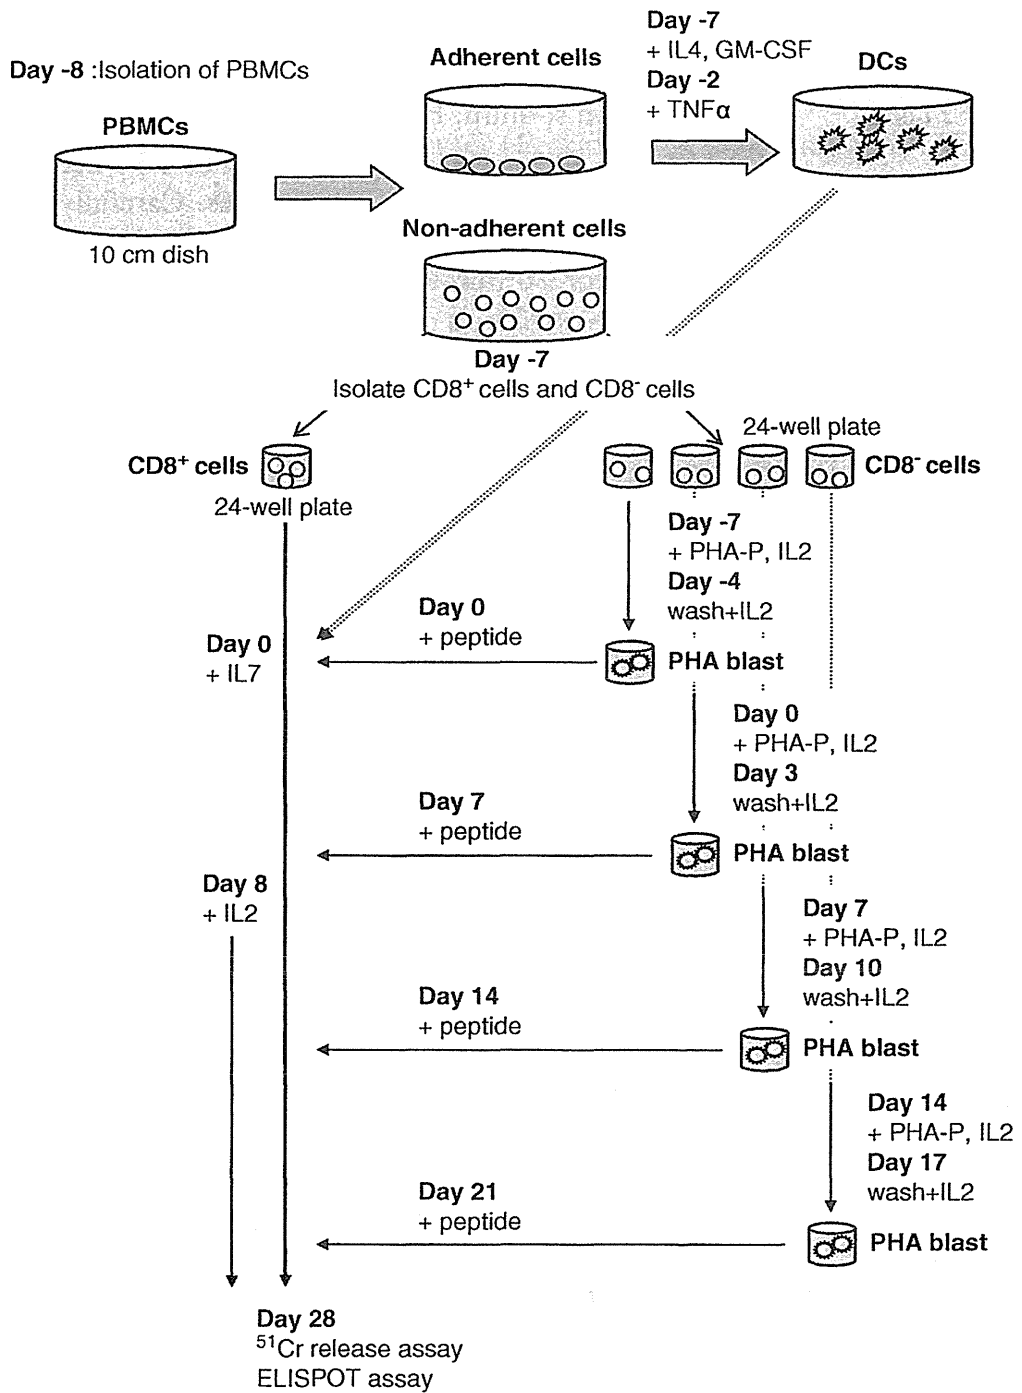 Day -8 :Isolation of PBMCs
PBMCs
10 cm dish
Adherent cells
Non-adherent cells
Day -7
+ IL4, GM-CSF
Day -2
+ TNFα
DCs
Day -7
Isolate CD8⁺ cells and CD8⁻ cells
CD8⁺ cells
24-well plate
24-well plate
CD8⁻ cells
Day -7
+ PHA-P, IL2
Day -4
wash+IL2
Day 0
+ peptide
Day 0
+ IL7
PHA blast
Day 0
+ PHA-P, IL2
Day 3
wash+IL2
Day 7
+ peptide
PHA blast
Day 8
+ IL2
Day 7
+ PHA-P, IL2
Day 10
wash+IL2
Day 14
+ peptide
PHA blast
Day 14
+ PHA-P, IL2
Day 17
wash+IL2
Day 21
+ peptide
PHA blast
Day 28
⁵¹Cr release assay
ELISPOT assay